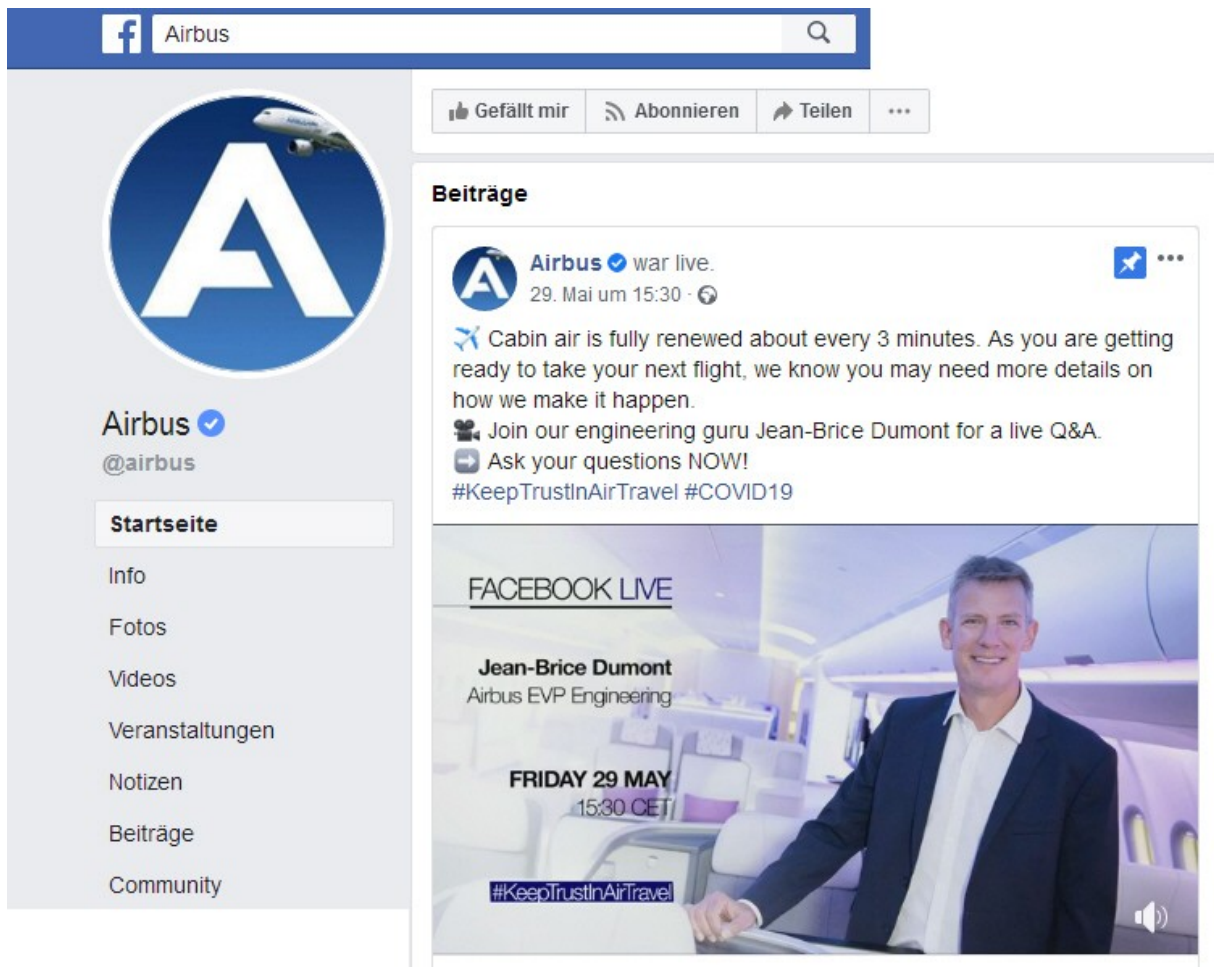 Airbus
Gefällt mir
Abonnieren
Teilen
Airbus
@airbus
Startseite
Info
Fotos
Videos
Veranstaltungen
Notizen
Beiträge
Community
Beiträge
Airbus war live.
29. Mai um 15:30 ·
Cabin air is fully renewed about every 3 minutes. As you are getting
ready to take your next flight, we know you may need more details on
how we make it happen.
Join our engineering guru Jean-Brice Dumont for a live Q&A.
Ask your questions NOW!
#KeepTrustInAirTravel #COVID19
FACEBOOK LIVE
Jean-Brice Dumont
Airbus EVP Engineering
FRIDAY 29 MAY
15:30 CET
#KeepTrustInAirTravel